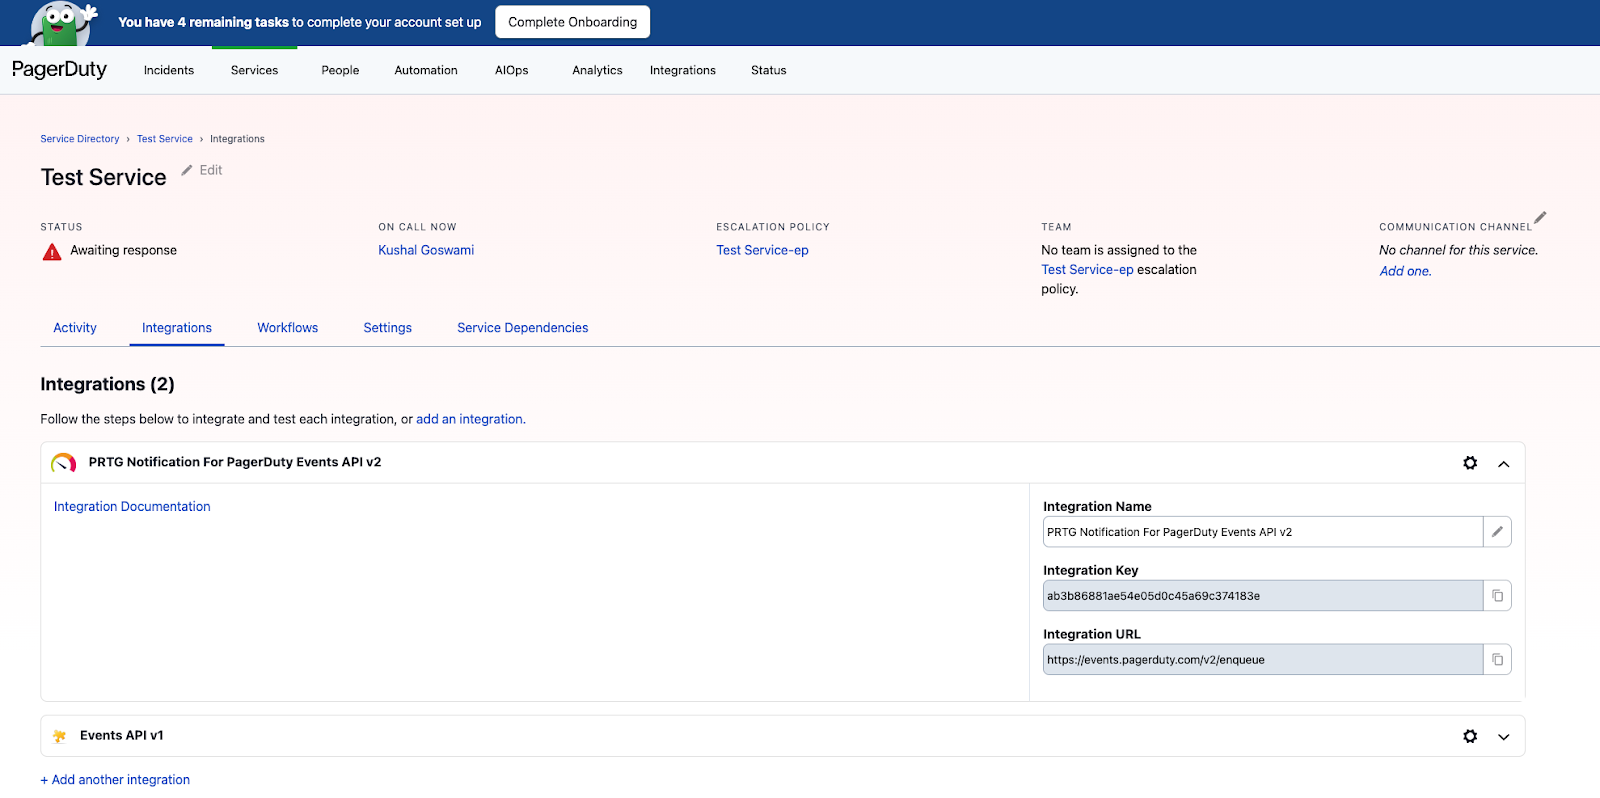 You have 4 remaining tasks to complete your account set up
Complete Onboarding
PagerDuty
Incidents
Services
People
Automation
AIOps
Analytics
Integrations
Status
Service Directory › Test Service › Integrations
Test Service
Edit
STATUS
Awaiting response
ON CALL NOW
Kushal Goswami
ESCALATION POLICY
Test Service-ep
TEAM
No team is assigned to the
Test Service-ep escalation
policy.
COMMUNICATION CHANNEL
No channel for this service.
Add one.
Activity
Integrations
Workflows
Settings
Service Dependencies
Integrations (2)
Follow the steps below to integrate and test each integration, or add an integration.
PRTG Notification For PagerDuty Events API v2
Integration Documentation
Integration Name
PRTG Notification For PagerDuty Events API v2
Integration Key
ab3b86881ae54e05d0c45a69c374183e
Integration URL
https://events.pagerduty.com/v2/enqueue
Events API v1
+ Add another integration